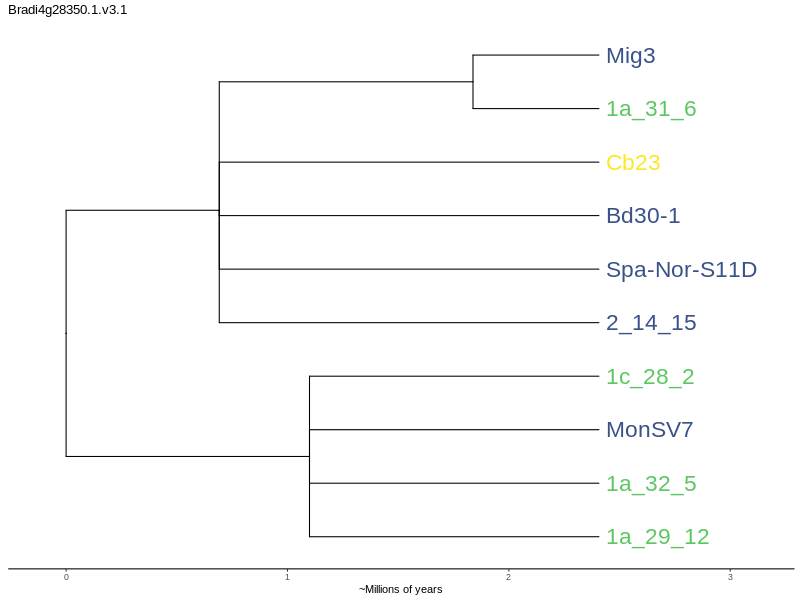 Bradi4g28350.1.v3.1
Mig3
1a_31_6
Cb23
Bd30-1
Spa-Nor-S11D
2_14_15
1c_28_2
MonSV7
1a_32_5
1a_29_12
0 1 2 3
~Millions of years